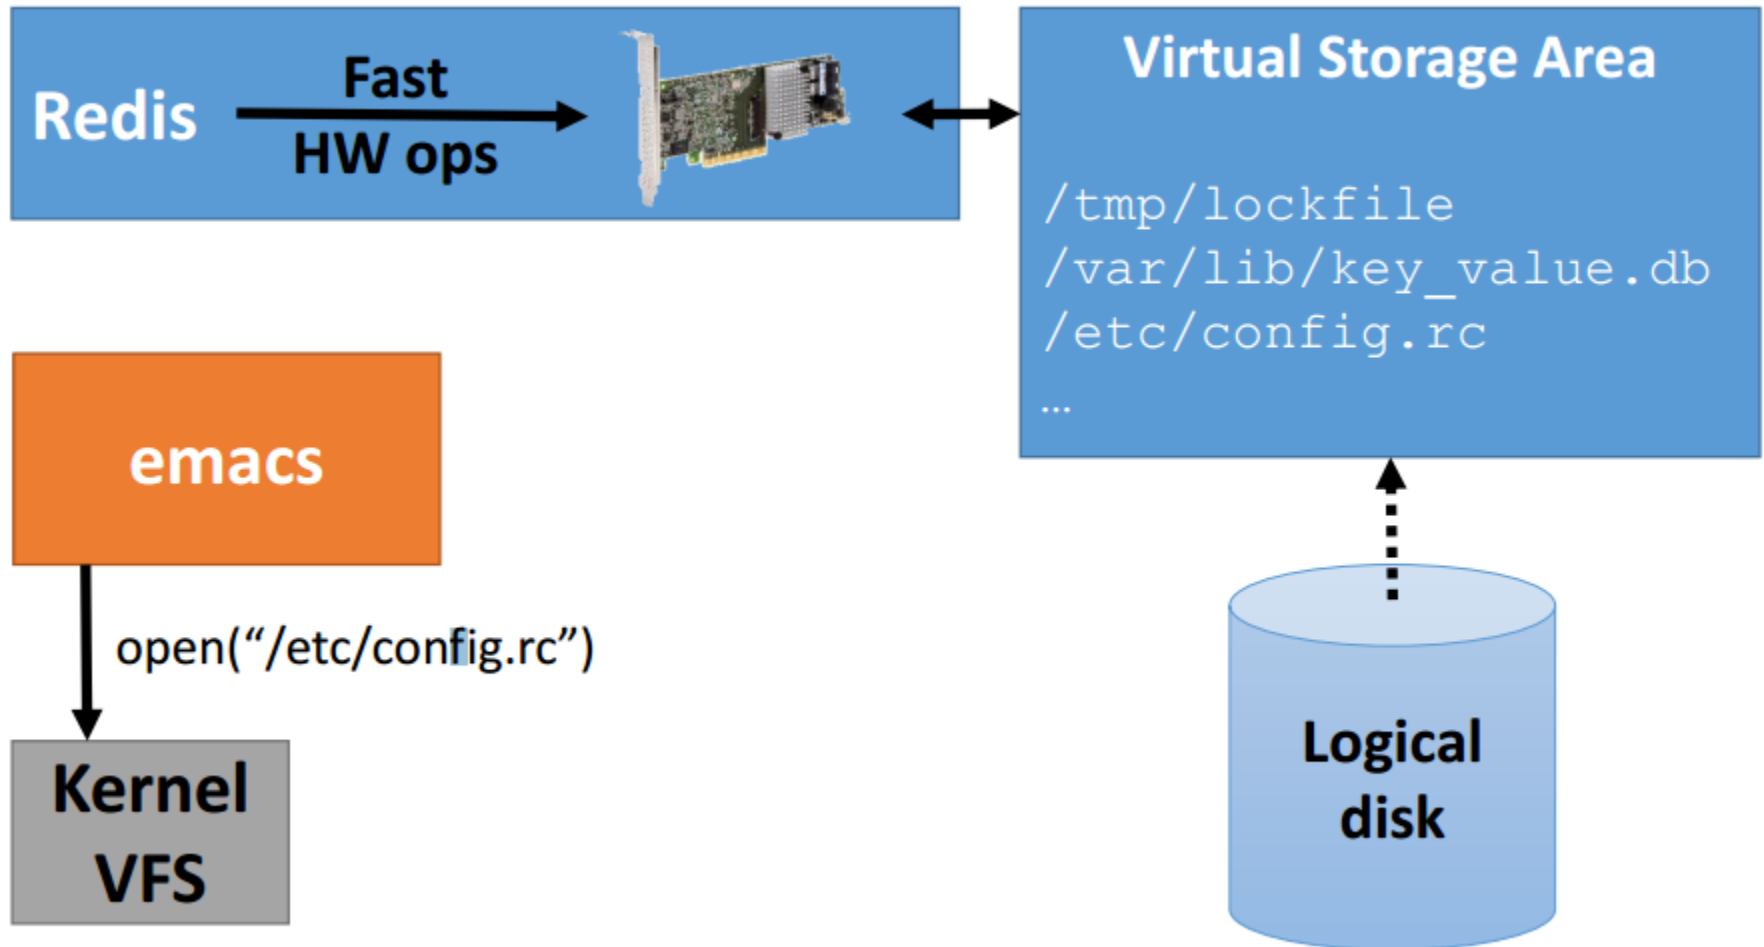 Redis
Fast
HW ops
Virtual Storage Area
/tmp/lockfile
/var/lib/key_value.db
/etc/config.rc
…
emacs
open(“/etc/config.rc”)
Kernel
VFS
Logical
disk